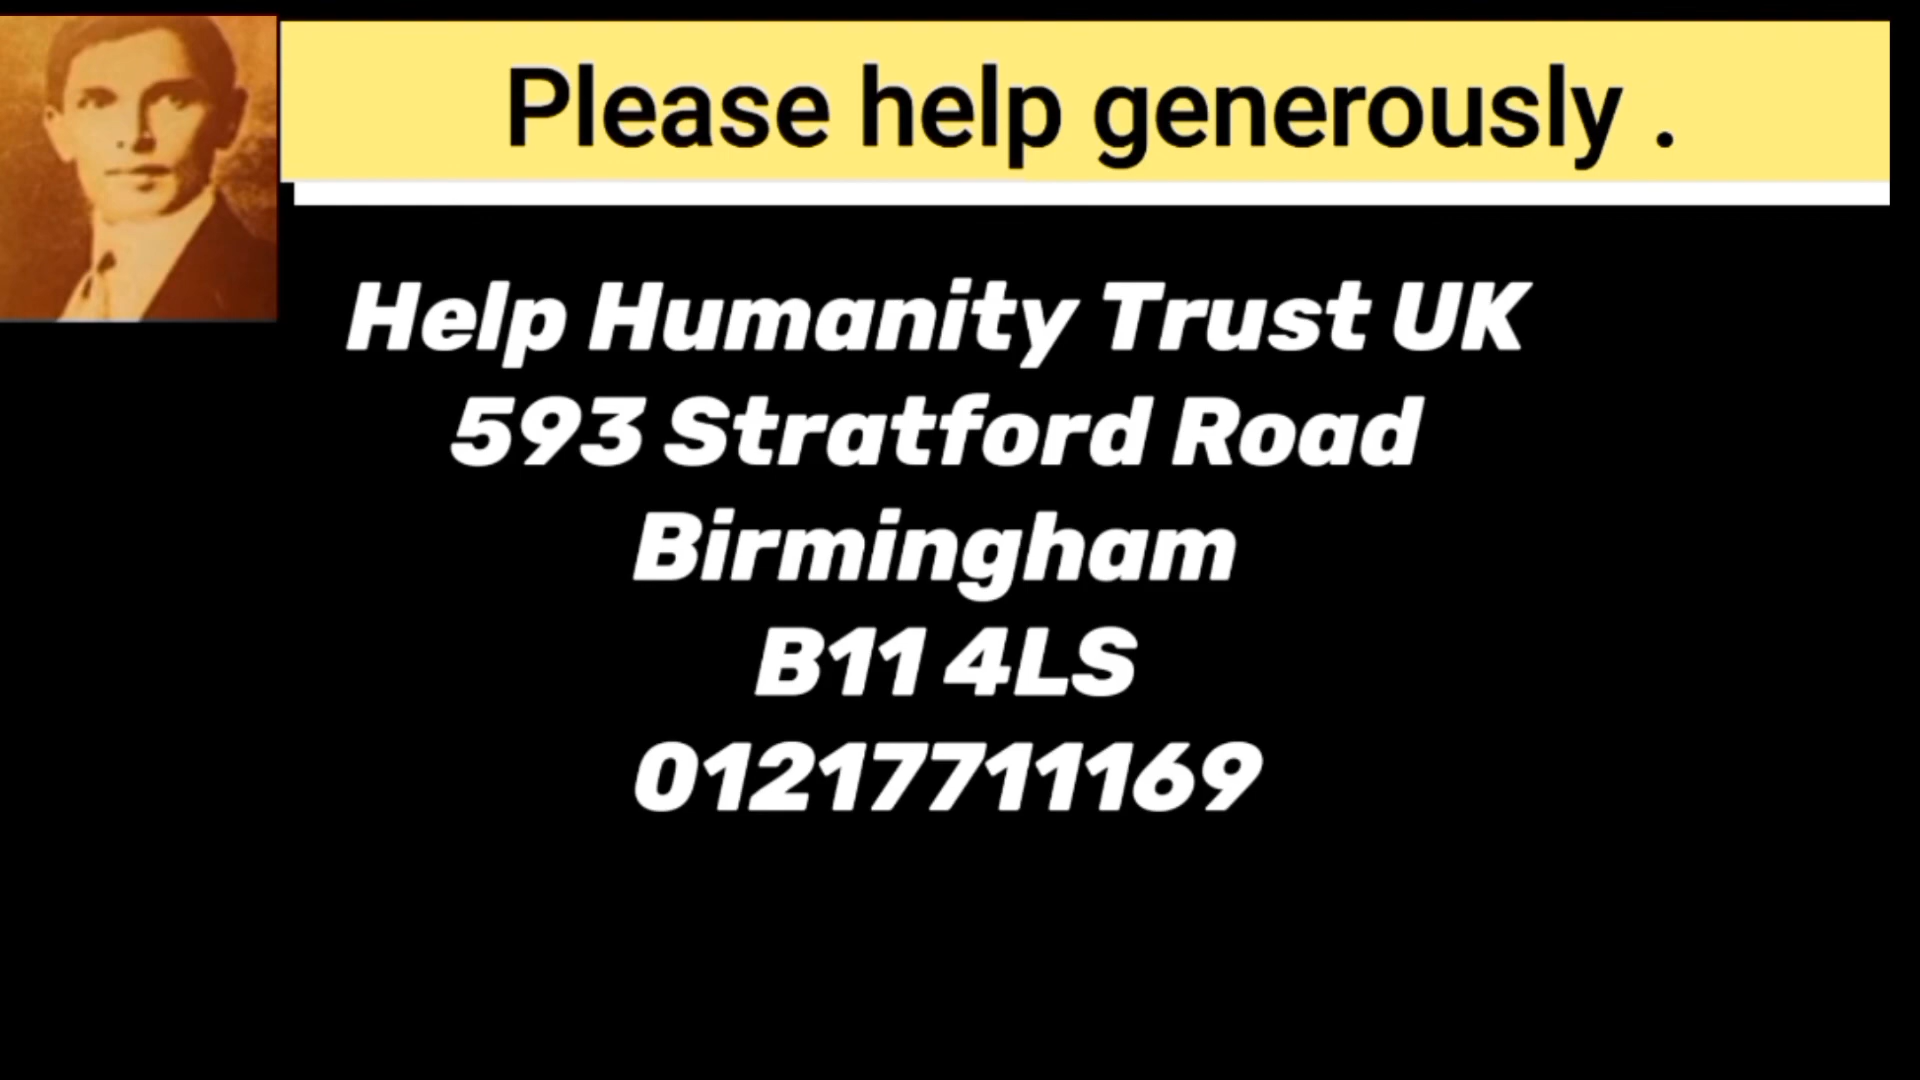 Please help generously .
Help Humanity Trust UK
593 Stratford Road
Birmingham
B11 4LS
01217711169